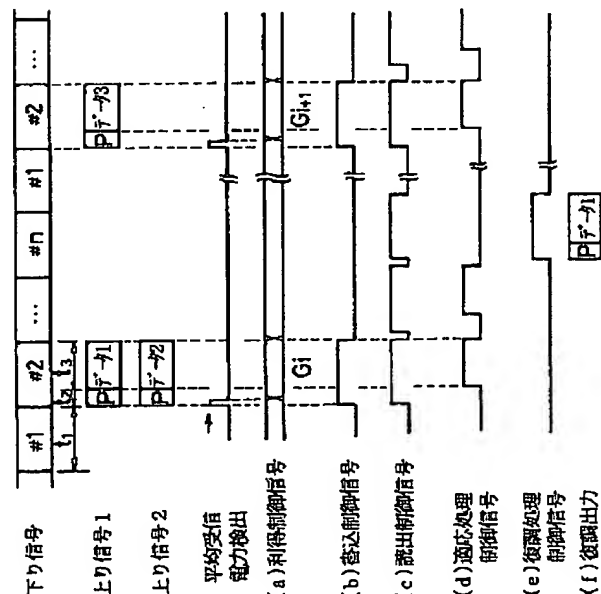 下り信号
#1
#2
…
#n
#1
#2
…
t1
t2
t3
上り信号1
P データ1
P データ3
上り信号2
P データ2
平均受信
電力検出
(a)利得制御信号
Gi
Gi+1
(b)書込制御信号
(c)読出制御信号
(d)適応処理
制御信号
(e)復調処理
制御信号
P データ1
(f)復調出力